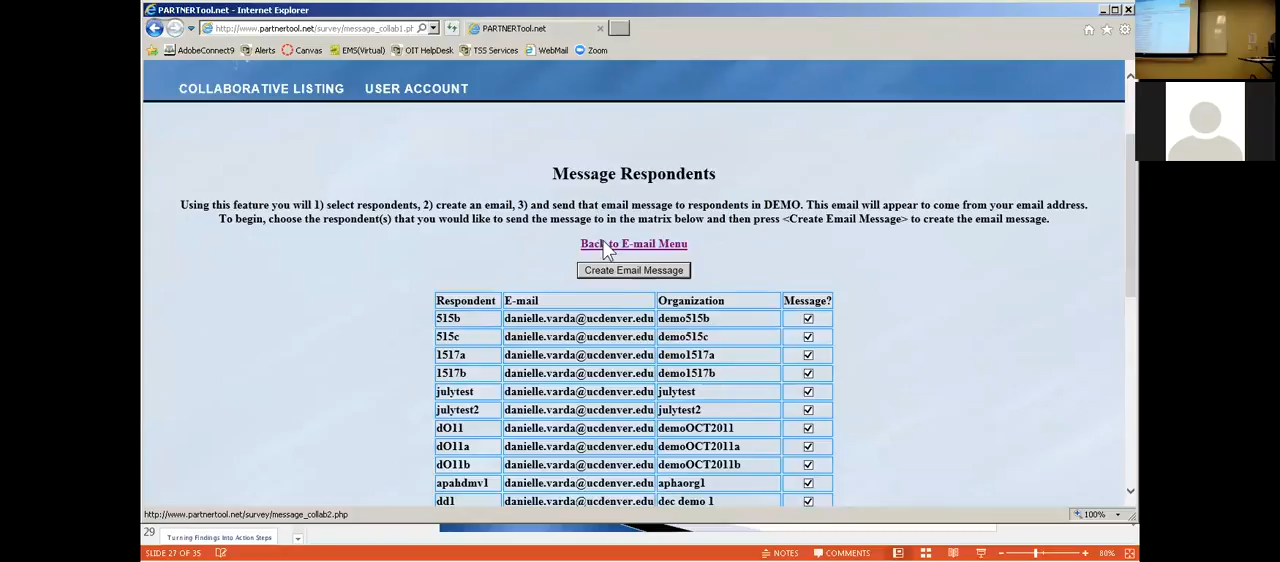 PARTNERTool.net - Internet Explorer
http://www.partnertool.net/survey/message_collab1.ph
PARTNERTool.net
AdobeConnect9 Alerts Canvas EMS(Virtual) OIT HelpDesk TSS Services WebMail Zoom
COLLABORATIVE LISTING USER ACCOUNT
Message Respondents
Using this feature you will 1) select respondents, 2) create an email, 3) and send that email message to respondents in DEMO. This email will appear to come from your email address.
To begin, choose the respondent(s) that you would like to send the message to in the matrix below and then press <Create Email Message> to create the email message.
Back to E-mail Menu
Create Email Message
Respondent E-mail Organization Message?
515b danielle.varda@ucdenver.edu demo515b
515c danielle.varda@ucdenver.edu demo515c
1517a danielle.varda@ucdenver.edu demo1517a
1517b danielle.varda@ucdenver.edu demo1517b
julytest danielle.varda@ucdenver.edu julytest
julytest2 danielle.varda@ucdenver.edu julytest2
dO11 danielle.varda@ucdenver.edu demoOCT2011
dO11a danielle.varda@ucdenver.edu demoOCT2011a
dO11b danielle.varda@ucdenver.edu demoOCT2011b
apahdmv1 danielle.varda@ucdenver.edu aphaorg1
dd1 danielle.varda@ucdenver.edu dec demo 1
http://www.partnertool.net/survey/message_collab2.php 100%
29 Turning Findings Into Action Steps
SLIDE 27 OF 35 NOTES COMMENTS 80%